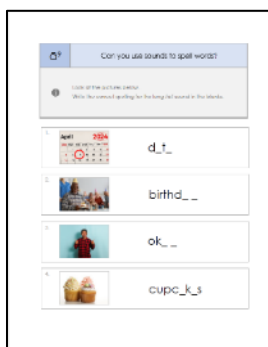 Can you use sounds to spell words?
Look at the pictures below.
Write the correct spelling for the long /ai/ sound in the blanks.
1.
April 2024
d_t_
2.
birthd_ _
3.
ok_ _
4.
cupc_k_s